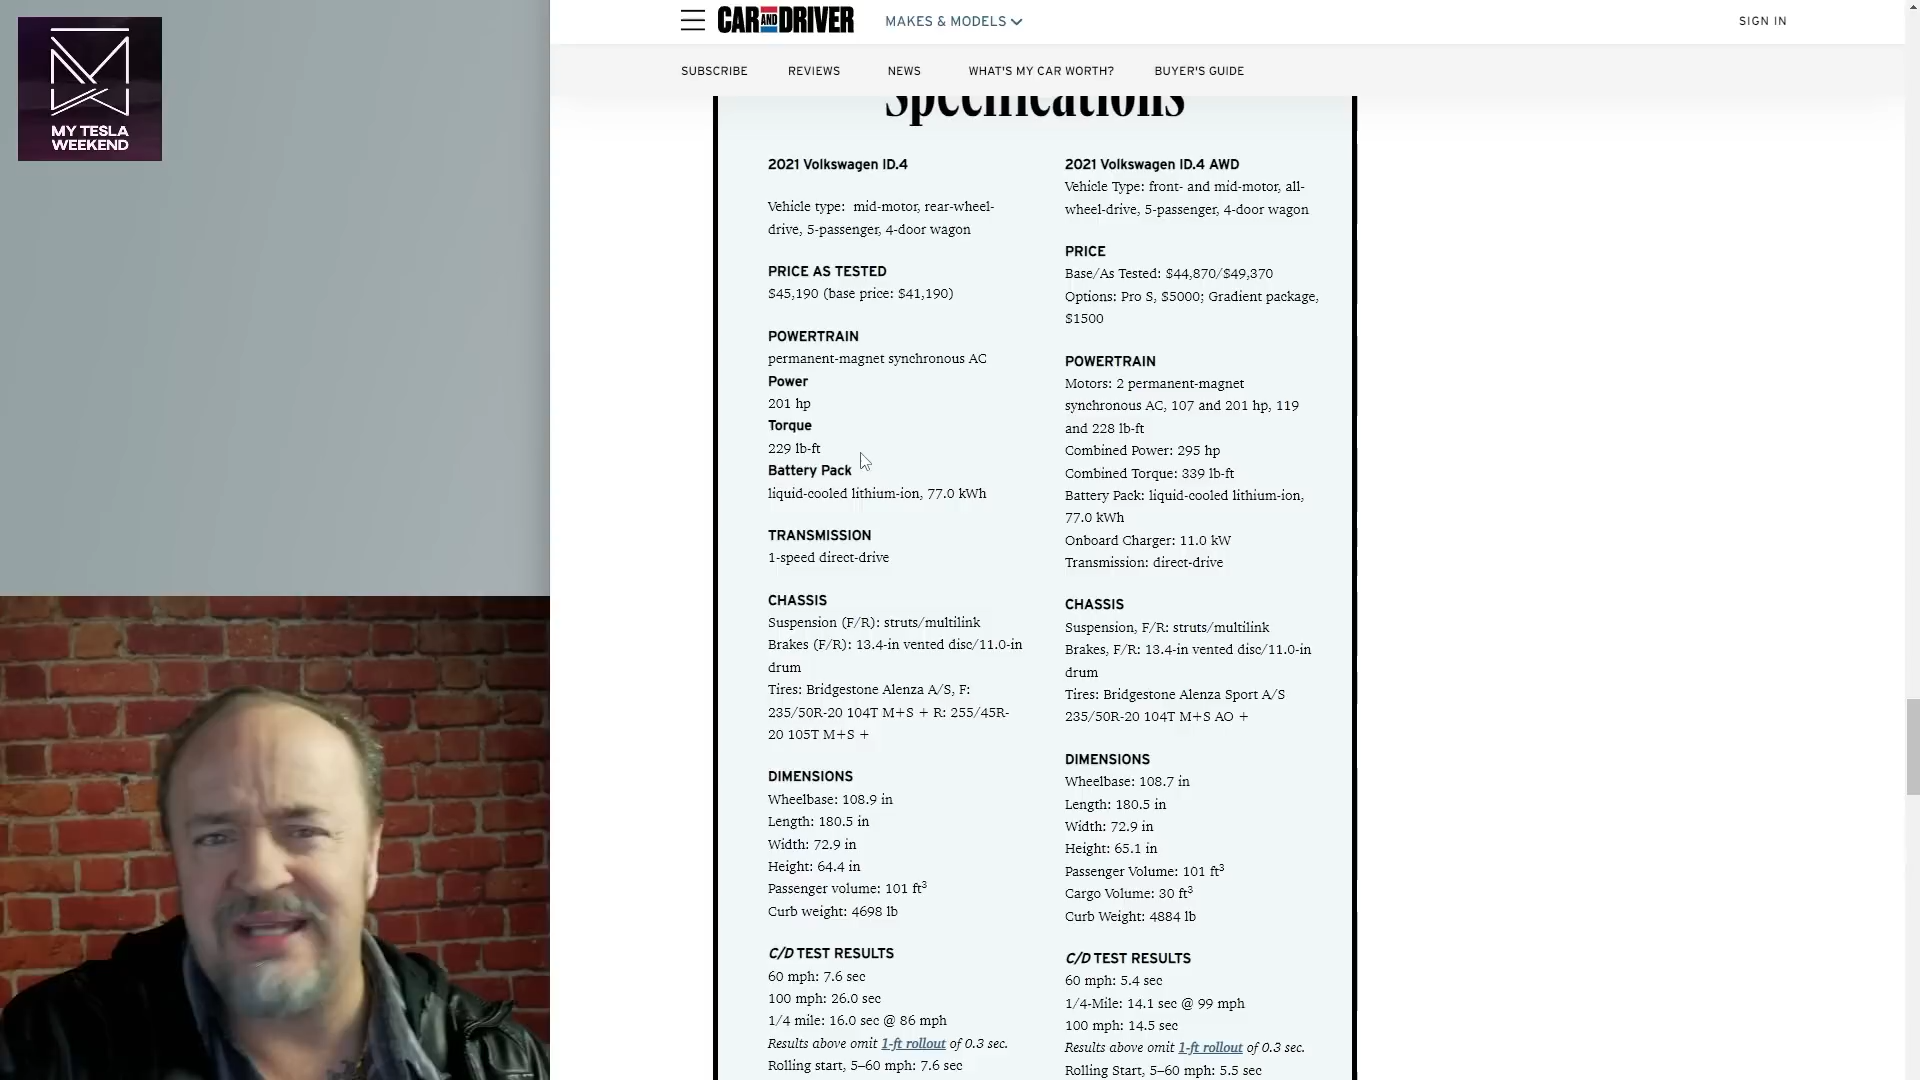 MY TESLA
WEEKEND
CAR AND DRIVER
MAKES & MODELS
SIGN IN
SUBSCRIBE
REVIEWS
NEWS
WHAT'S MY CAR WORTH?
BUYER'S GUIDE
Specifications
2021 Volkswagen ID.4
Vehicle type: mid-motor, rear-wheel-
drive, 5-passenger, 4-door wagon
PRICE AS TESTED
$45,190 (base price: $41,190)
POWERTRAIN
permanent-magnet synchronous AC
Power
201 hp
Torque
229 lb-ft
Battery Pack
liquid-cooled lithium-ion, 77.0 kWh
TRANSMISSION
1-speed direct-drive
CHASSIS
Suspension (F/R): struts/multilink
Brakes (F/R): 13.4-in vented disc/11.0-in
drum
Tires: Bridgestone Alenza A/S, F:
235/50R-20 104T M+S + R: 255/45R-
20 105T M+S +
DIMENSIONS
Wheelbase: 108.9 in
Length: 180.5 in
Width: 72.9 in
Height: 64.4 in
Passenger volume: 101 ft³
Curb weight: 4698 lb
C/D TEST RESULTS
60 mph: 7.6 sec
100 mph: 26.0 sec
1/4 mile: 16.0 sec @ 86 mph
Results above omit 1-ft rollout of 0.3 sec.
Rolling start, 5–60 mph: 7.6 sec
2021 Volkswagen ID.4 AWD
Vehicle Type: front- and mid-motor, all-
wheel-drive, 5-passenger, 4-door wagon
PRICE
Base/As Tested: $44,870/$49,370
Options: Pro S, $5000; Gradient package,
$1500
POWERTRAIN
Motors: 2 permanent-magnet
synchronous AC, 107 and 201 hp, 119
and 228 lb-ft
Combined Power: 295 hp
Combined Torque: 339 lb-ft
Battery Pack: liquid-cooled lithium-ion,
77.0 kWh
Onboard Charger: 11.0 kW
Transmission: direct-drive
CHASSIS
Suspension, F/R: struts/multilink
Brakes, F/R: 13.4-in vented disc/11.0-in
drum
Tires: Bridgestone Alenza Sport A/S
235/50R-20 104T M+S AO +
DIMENSIONS
Wheelbase: 108.7 in
Length: 180.5 in
Width: 72.9 in
Height: 65.1 in
Passenger Volume: 101 ft³
Cargo Volume: 30 ft³
Curb Weight: 4884 lb
C/D TEST RESULTS
60 mph: 5.4 sec
1/4-Mile: 14.1 sec @ 99 mph
100 mph: 14.5 sec
Results above omit 1-ft rollout of 0.3 sec.
Rolling Start, 5–60 mph: 5.5 sec